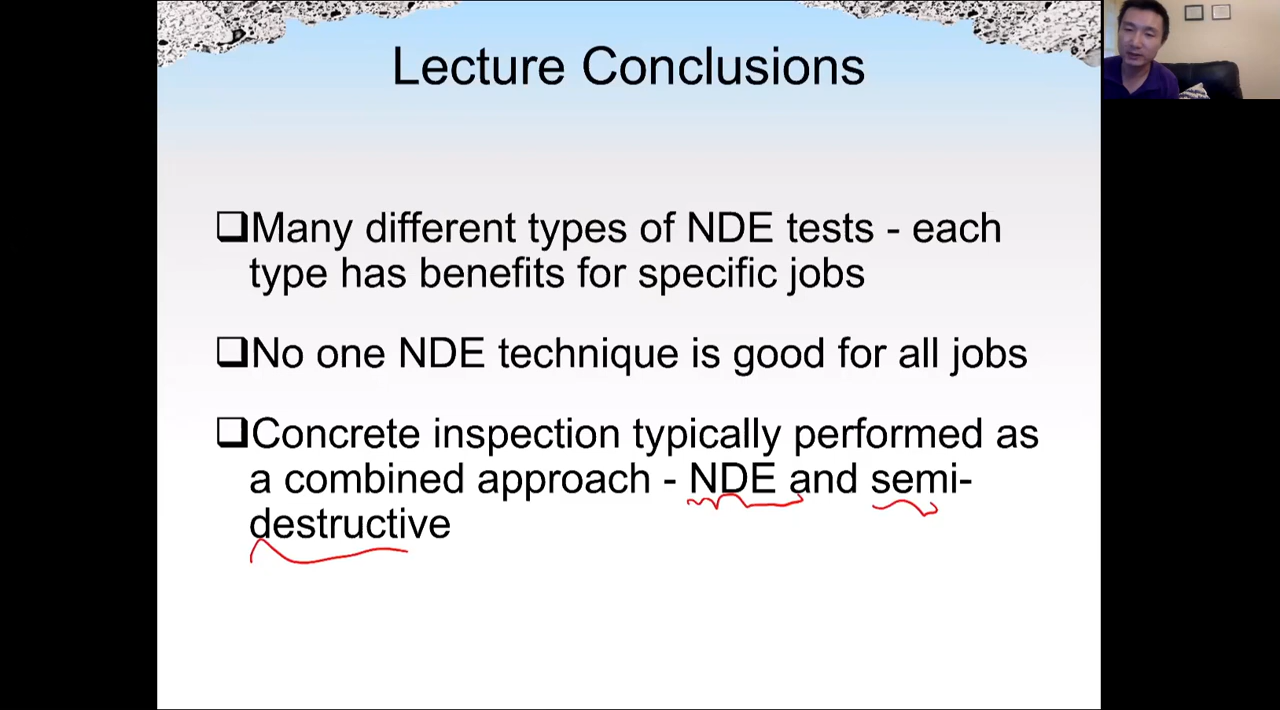 Lecture Conclusions
❑Many different types of NDE tests - each
type has benefits for specific jobs
❑No one NDE technique is good for all jobs
❑Concrete inspection typically performed as
a combined approach - NDE and semi-
destructive